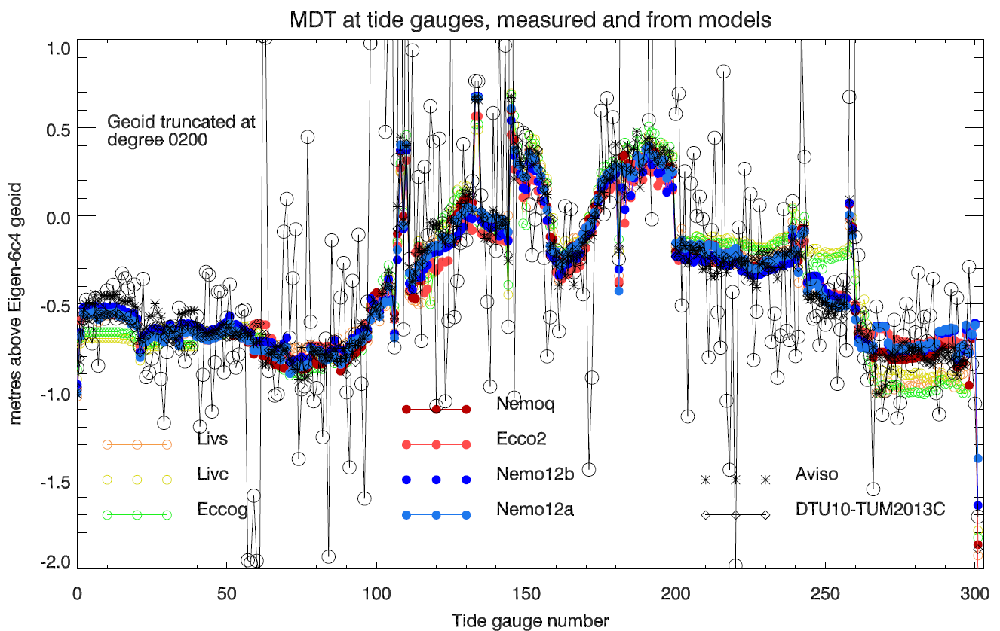 MDT at tide gauges, measured and from models
1.0
0.5
0.0
-0.5
-1.0
-1.5
-2.0
metres above Eigen-6c4 geoid
Geoid truncated at
degree 0200
Livs
Livc
Eccog
Nemoq
Ecco2
Nemo12b
Nemo12a
Aviso
DTU10-TUM2013C
0 50 100 150 200 250 300
Tide gauge number